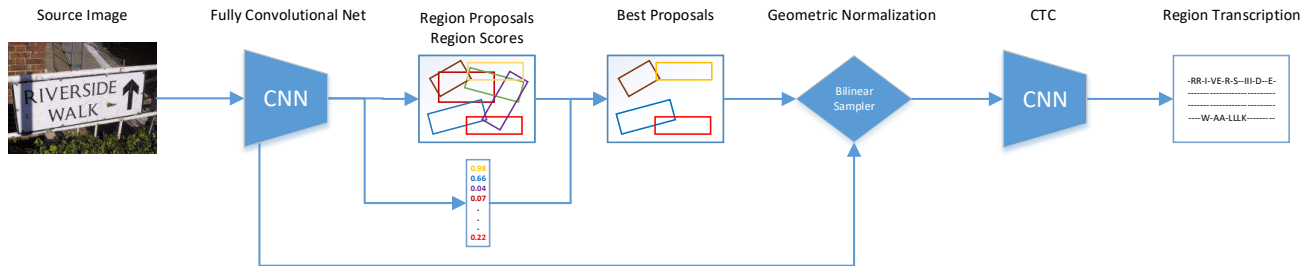 Source Image
Fully Convolutional Net
Region Proposals
Region Scores
Best Proposals
Geometric Normalization
CTC
Region Transcription
RIVERSIDE
WALK
CNN
0.98
0.66
0.04
0.07
.
.
.
.
0.22
Bilinear
Sampler
CNN
-RR-I-VE-R-S--III-D--E-
-------------------------
-------------------------
----W-AA-LLLK---------